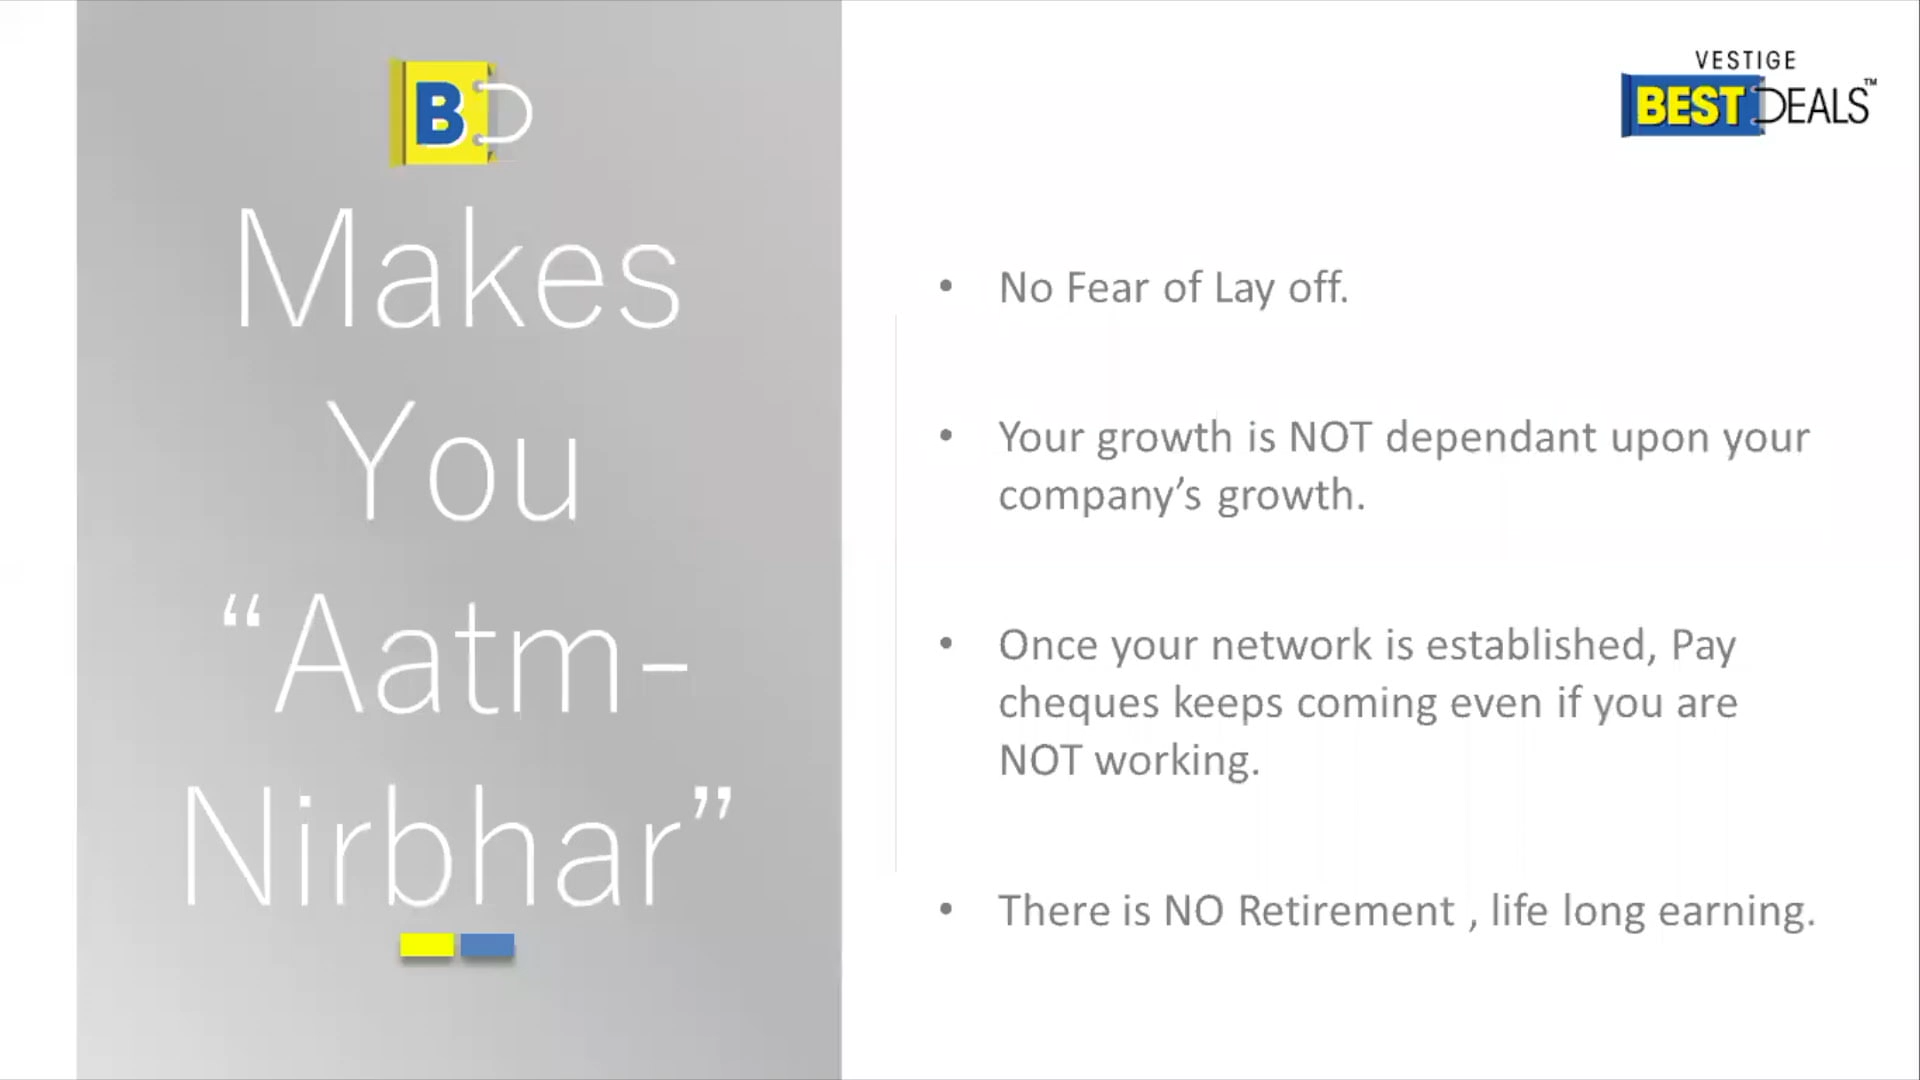 BD
Makes
You
“Aatm-
Nirbhar”
VESTIGE
BEST DEALS™
• No Fear of Lay off.
• Your growth is NOT dependant upon your
company’s growth.
• Once your network is established, Pay
cheques keeps coming even if you are
NOT working.
• There is NO Retirement , life long earning.